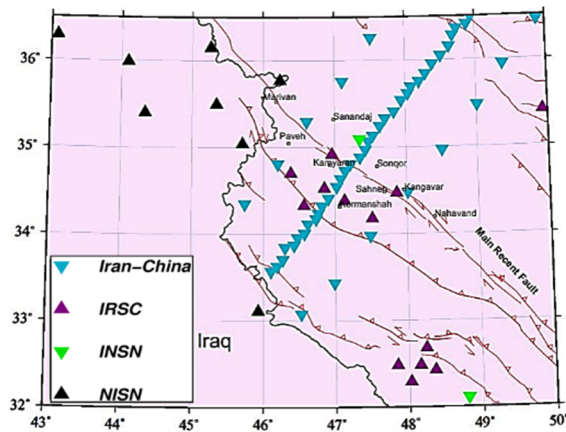 36°
Marivan
Sanandaj
35°
Paveh
Kamyaran
Sonqor
Sahneg
Kangavar
Kermanshah
34°
Nahavand
Main Recent Fault
Iran-China
IRSC
INSN
NISN
33°
Iraq
32°
43° 44° 45° 46° 47° 48° 49° 50°